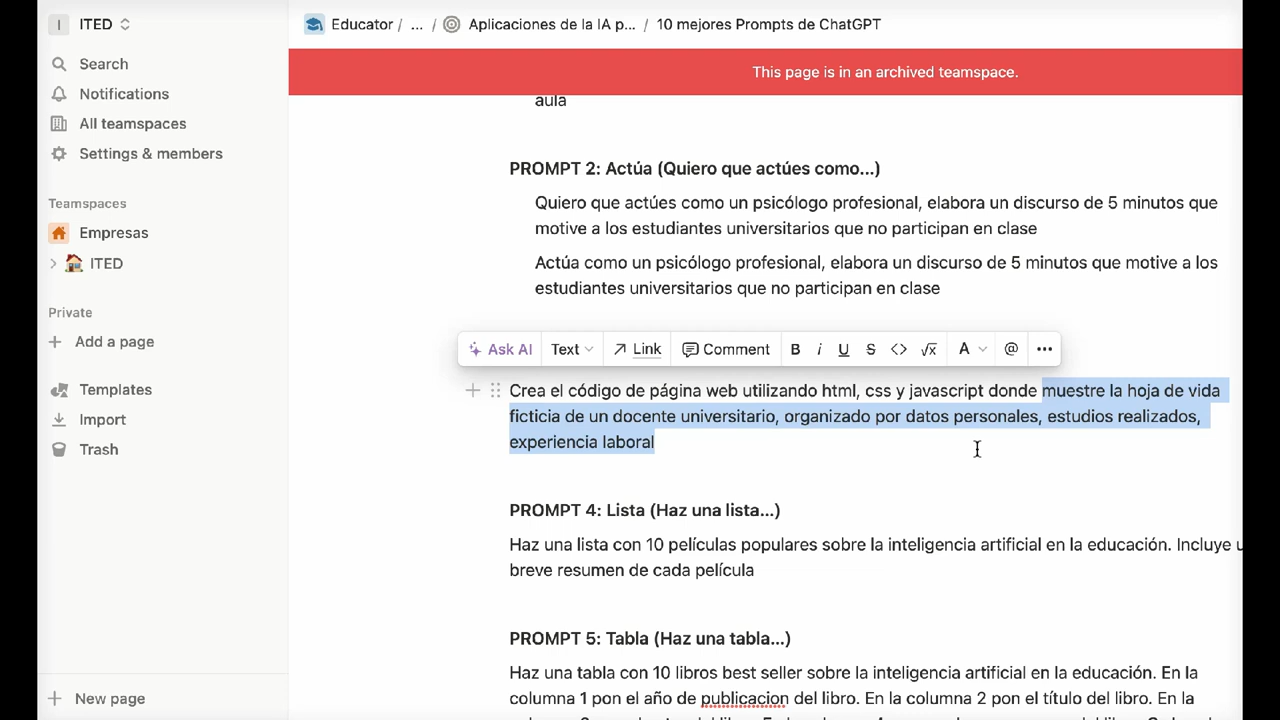 I ITED
Educator / ... / Aplicaciones de la IA p... / 10 mejores Prompts de ChatGPT
Search
Notifications
All teamspaces
Settings & members
Teamspaces
Empresas
ITED
Private
Add a page
Templates
Import
Trash
New page
This page is in an archived teamspace.
aula
PROMPT 2: Actúa (Quiero que actúes como...)
Quiero que actúes como un psicólogo profesional, elabora un discurso de 5 minutos que
motive a los estudiantes universitarios que no participan en clase
Actúa como un psicólogo profesional, elabora un discurso de 5 minutos que motive a los
estudiantes universitarios que no participan en clase
Ask AI Text Link Comment B i U S <> √x A @ •••
Crea el código de página web utilizando html, css y javascript donde muestre la hoja de vida
ficticia de un docente universitario, organizado por datos personales, estudios realizados,
experiencia laboral
PROMPT 4: Lista (Haz una lista...)
Haz una lista con 10 películas populares sobre la inteligencia artificial en la educación. Incluye
breve resumen de cada película
PROMPT 5: Tabla (Haz una tabla...)
Haz una tabla con 10 libros best seller sobre la inteligencia artificial en la educación. En la
columna 1 pon el año de publicacion del libro. En la columna 2 pon el título del libro. En la